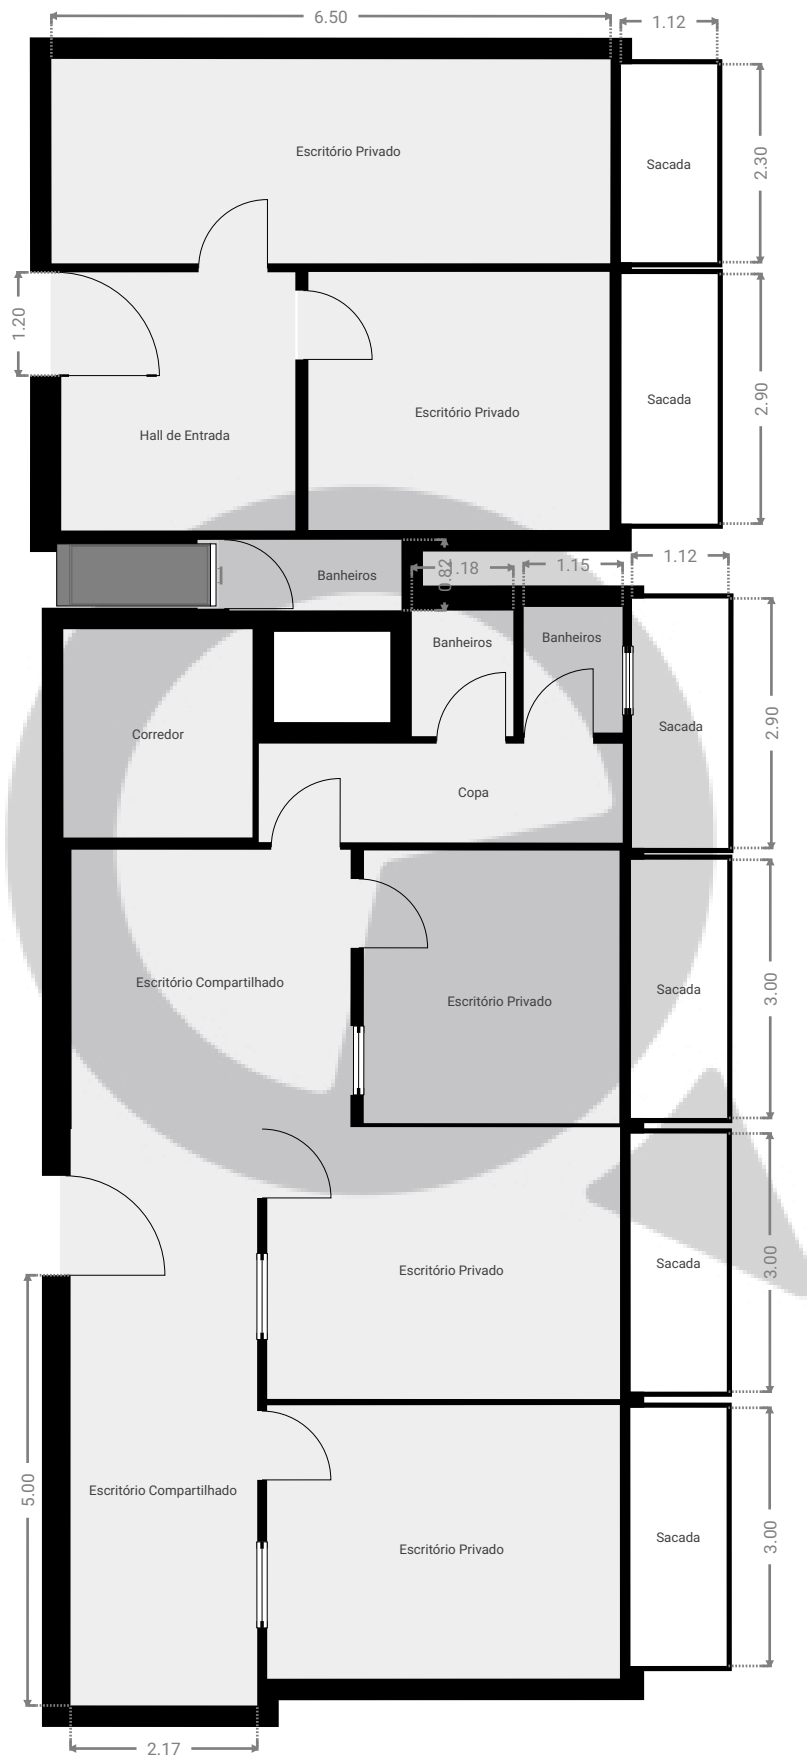 6.50
1.12
Escritório Privado
Sacada
2.30
1.20
Hall de Entrada
Escritório Privado
Sacada
2.90
Banheiros
0.82
1.18
1.15
1.12
Banheiros
Banheiros
Corredor
Sacada
2.90
Copa
Escritório Compartilhado
Escritório Privado
Sacada
3.00
Escritório Privado
Sacada
3.00
5.00
Escritório Compartilhado
Escritório Privado
Sacada
3.00
2.17